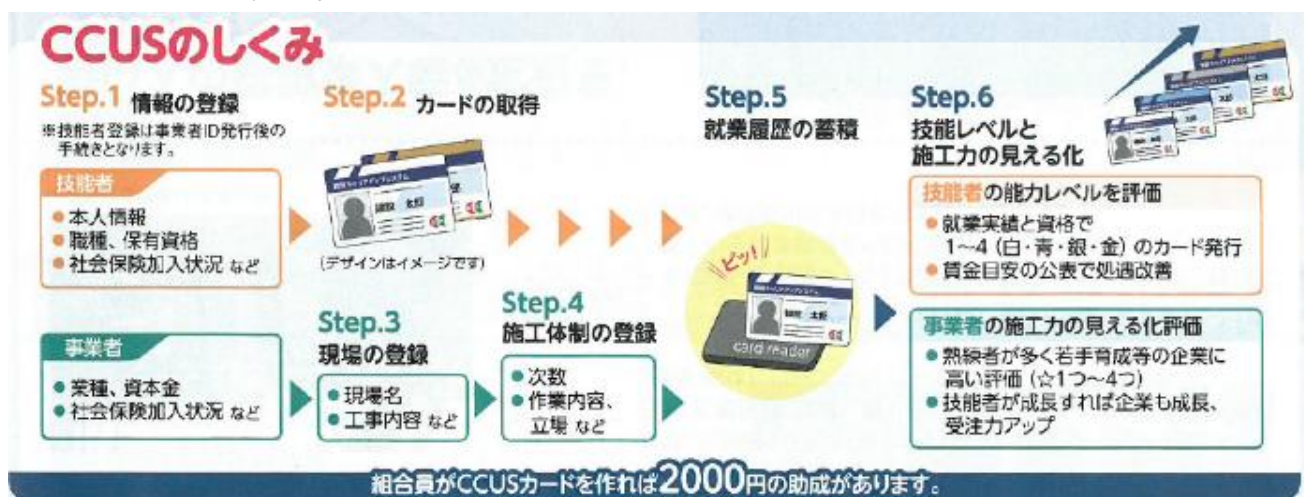 CCUSのしくみ
Step.1 情報の登録
※技能者登録は事業者ID発行後の
手続きとなります。
技能者
●本人情報
●職種、保有資格
●社会保険加入状況 など
事業者
●業種、資本金
●社会保険加入状況 など
Step.2 カードの取得
(デザインはイメージです)
Step.3
現場の登録
●現場名
●工事内容 など
Step.4
施工体制の登録
●次数
●作業内容、
立場 など
Step.5
就業履歴の蓄積
ピッ!
card reader
Step.6
技能レベルと
施工力の見える化
技能者の能力レベルを評価
●就業実績と資格で
1～4(白・青・銀・金)のカード発行
●賃金目安の公表で処遇改善
事業者の施工力の見える化評価
●熟練者が多く若手育成等の企業に
高い評価(☆1つ～4つ)
●技能者が成長すれば企業も成長、
受注力アップ
組合員がCCUSカードを作れば2000円の助成があります。